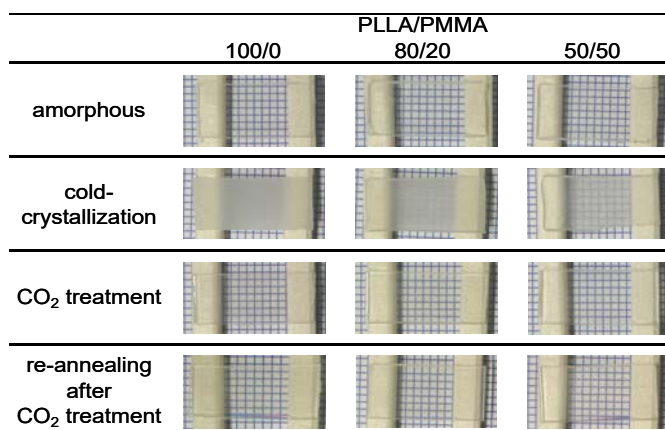 PLLA/PMMA
100/0 80/20 50/50
amorphous
cold-
crystallization
CO₂ treatment
re-annealing
after
CO₂ treatment